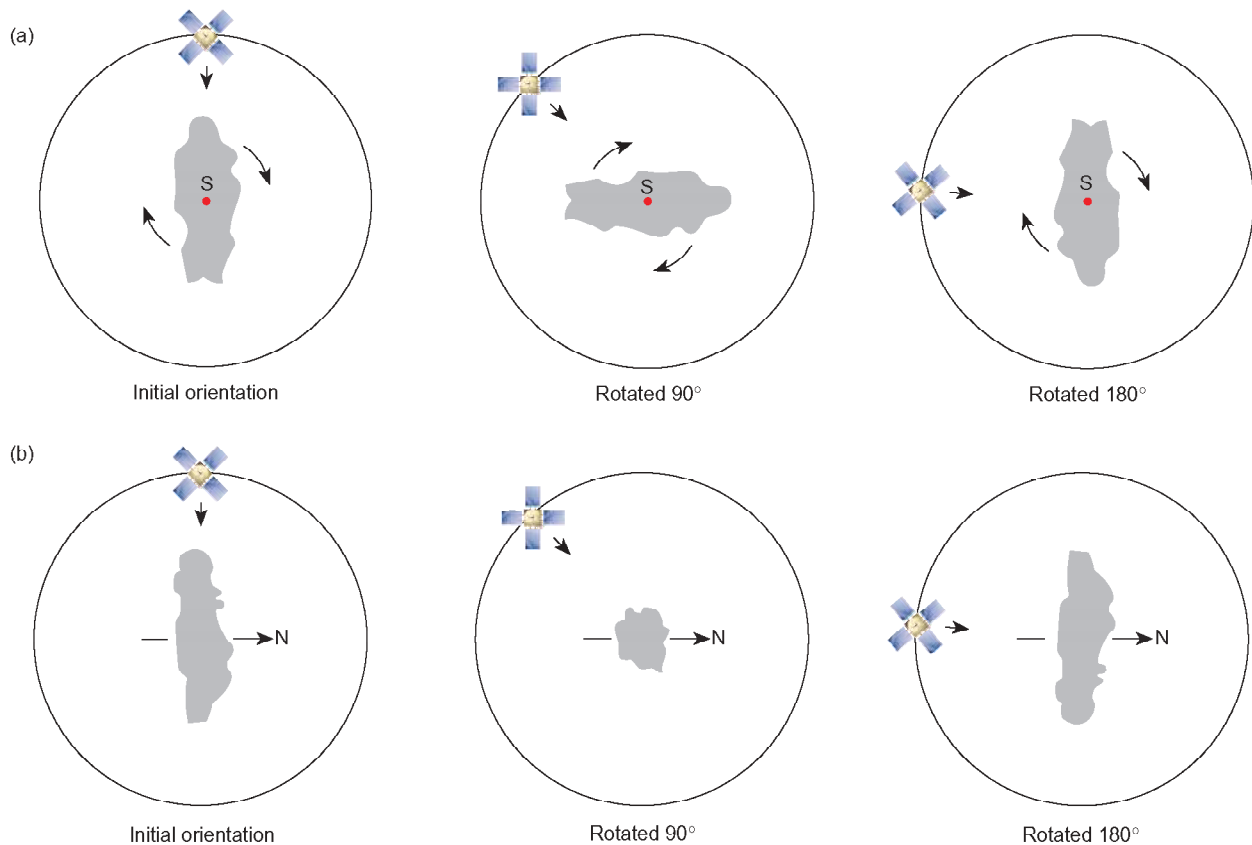 (a)
S
S
S
Initial orientation
Rotated 90°
Rotated 180°
(b)
N
N
N
Initial orientation
Rotated 90°
Rotated 180°